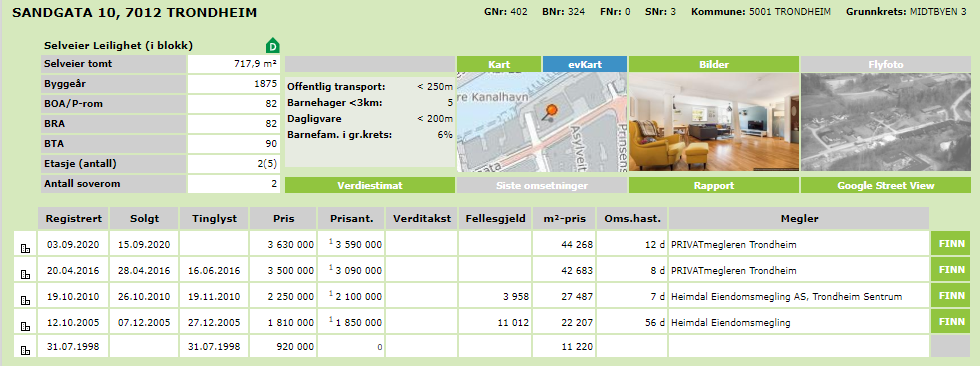 SANDGATA 10, 7012 TRONDHEIM GNr: 402 BNr: 324 FNr: 0 SNr: 3 Kommune: 5001 TRONDHEIM Grunnkrets: MIDTBYEN 3
Selveier Leilighet (i blokk) D
Selveier tomt 717,9 m²
Byggeår 1875
BOA/P-rom 82
BRA 82
BTA 90
Etasje (antall) 2(5)
Antall soverom 2
Offentlig transport: < 250m
Barnehager <3km: 5
Dagligvare < 200m
Barnefam. i gr.krets: 6%
Kart evKart Bilder Flyfoto
re Kanalhavn
Asylveit
Prinsens
ata
Verdiestimat Siste omsetninger Rapport Google Street View
Registrert Solgt Tinglyst Pris Prisant. Verditakst Fellesgjeld m²-pris Oms.hast. Megler
03.09.2020 15.09.2020 3 630 000 1 3 590 000 44 268 12 d PRIVATmegleren Trondheim FINN
20.04.2016 28.04.2016 16.06.2016 3 500 000 1 3 090 000 42 683 8 d PRIVATmegleren Trondheim FINN
19.10.2010 26.10.2010 19.11.2010 2 250 000 1 2 100 000 3 958 27 487 7 d Heimdal Eiendomsmegling AS, Trondheim Sentrum FINN
12.10.2005 07.12.2005 27.12.2005 1 810 000 1 1 850 000 11 012 22 207 56 d Heimdal Eiendomsmegling FINN
31.07.1998 31.07.1998 920 000 0 11 220